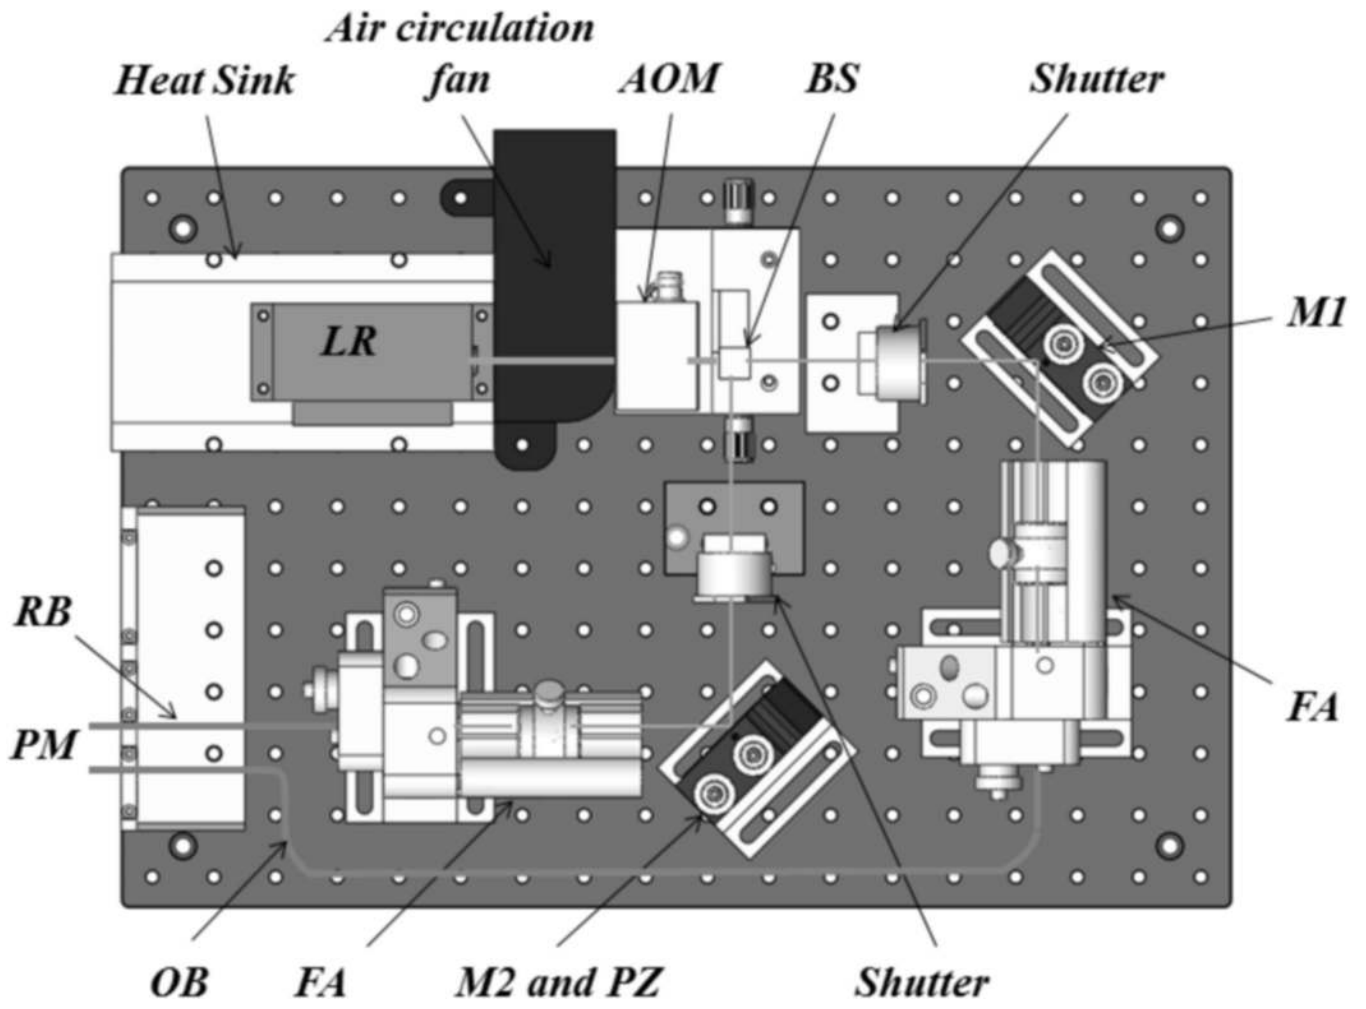 Air circulation
fan
Heat Sink
AOM
BS
Shutter
LR
M1
RB
PM
FA
OB
FA
M2 and PZ
Shutter